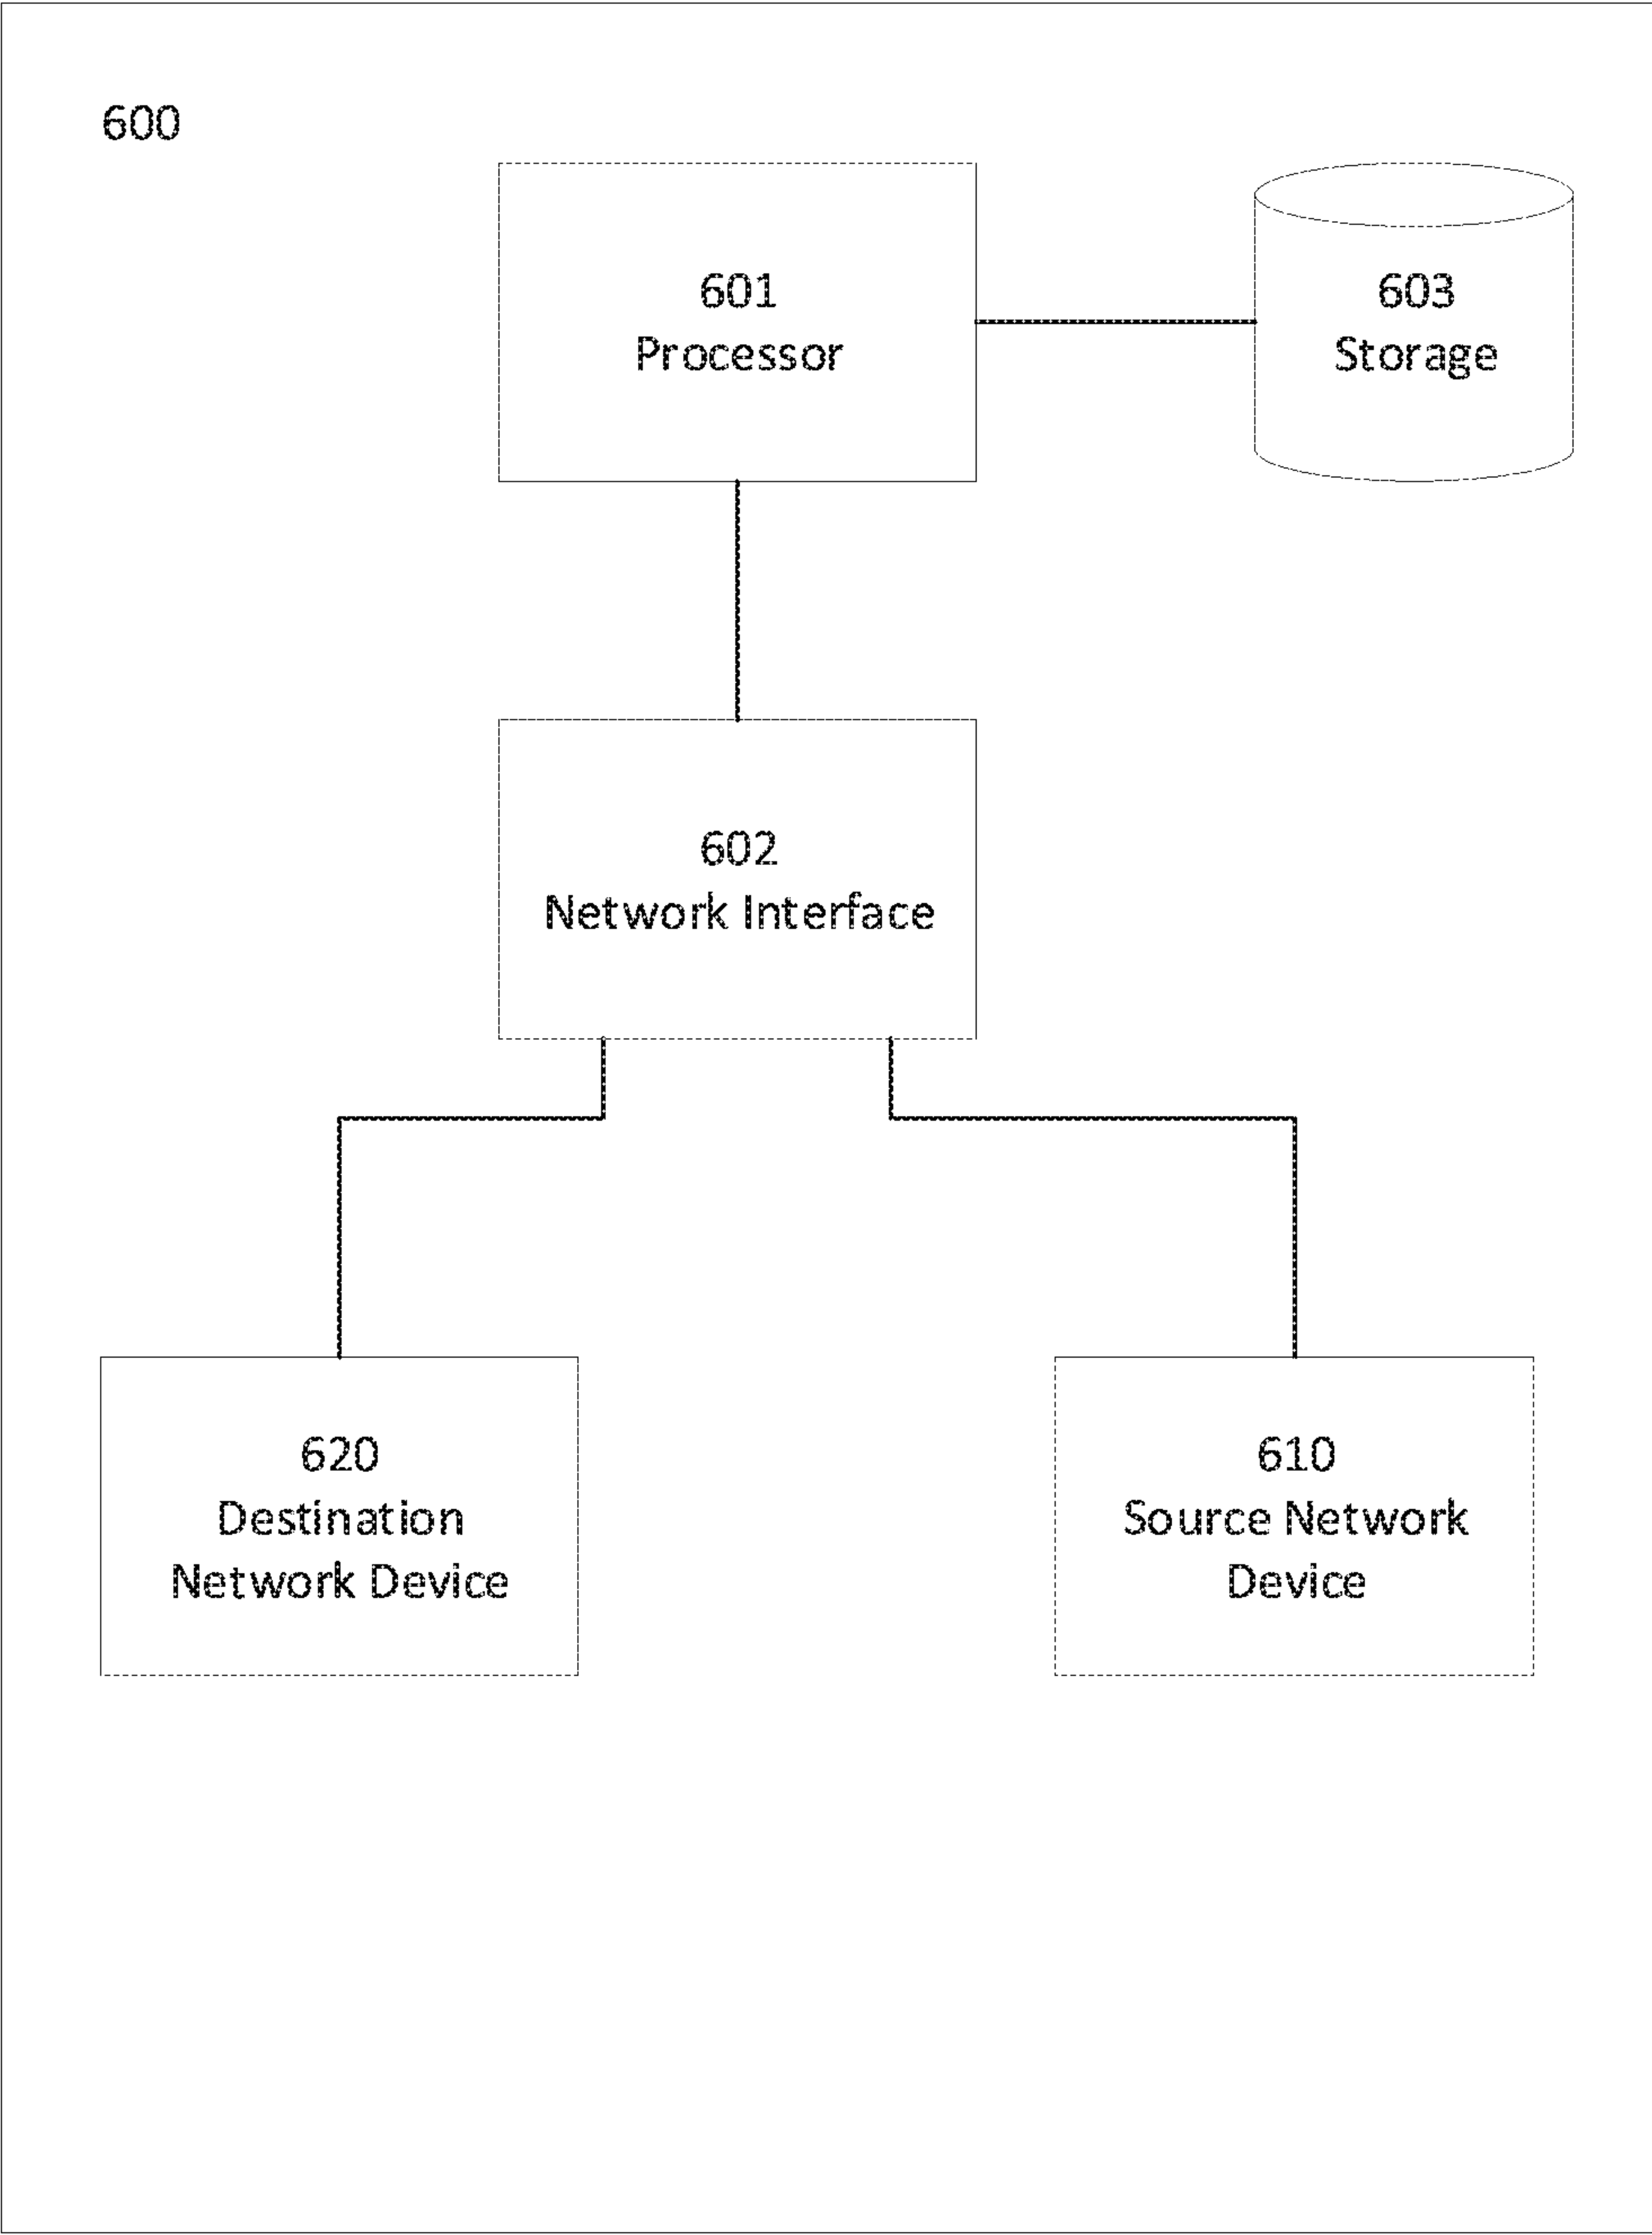 600
601
Processor
603
Storage
602
Network Interface
620
Destination
Network Device
610
Source Network
Device